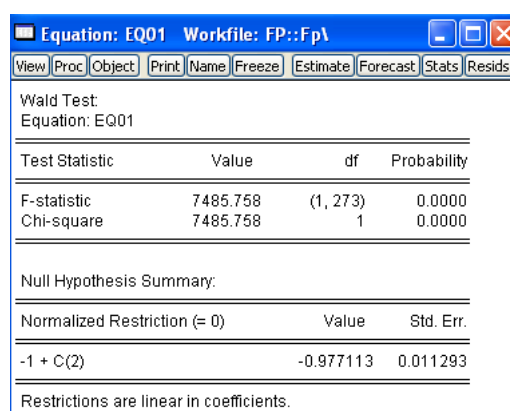 Equation: EQ01 Workfile: FP::Fp\
View Proc Object Print Name Freeze Estimate Forecast Stats Resids
Wald Test:
Equation: EQ01
Test Statistic Value df Probability
F-statistic 7485.758 (1, 273) 0.0000
Chi-square 7485.758 1 0.0000
Null Hypothesis Summary:
Normalized Restriction (= 0) Value Std. Err.
-1 + C(2) -0.977113 0.011293
Restrictions are linear in coefficients.